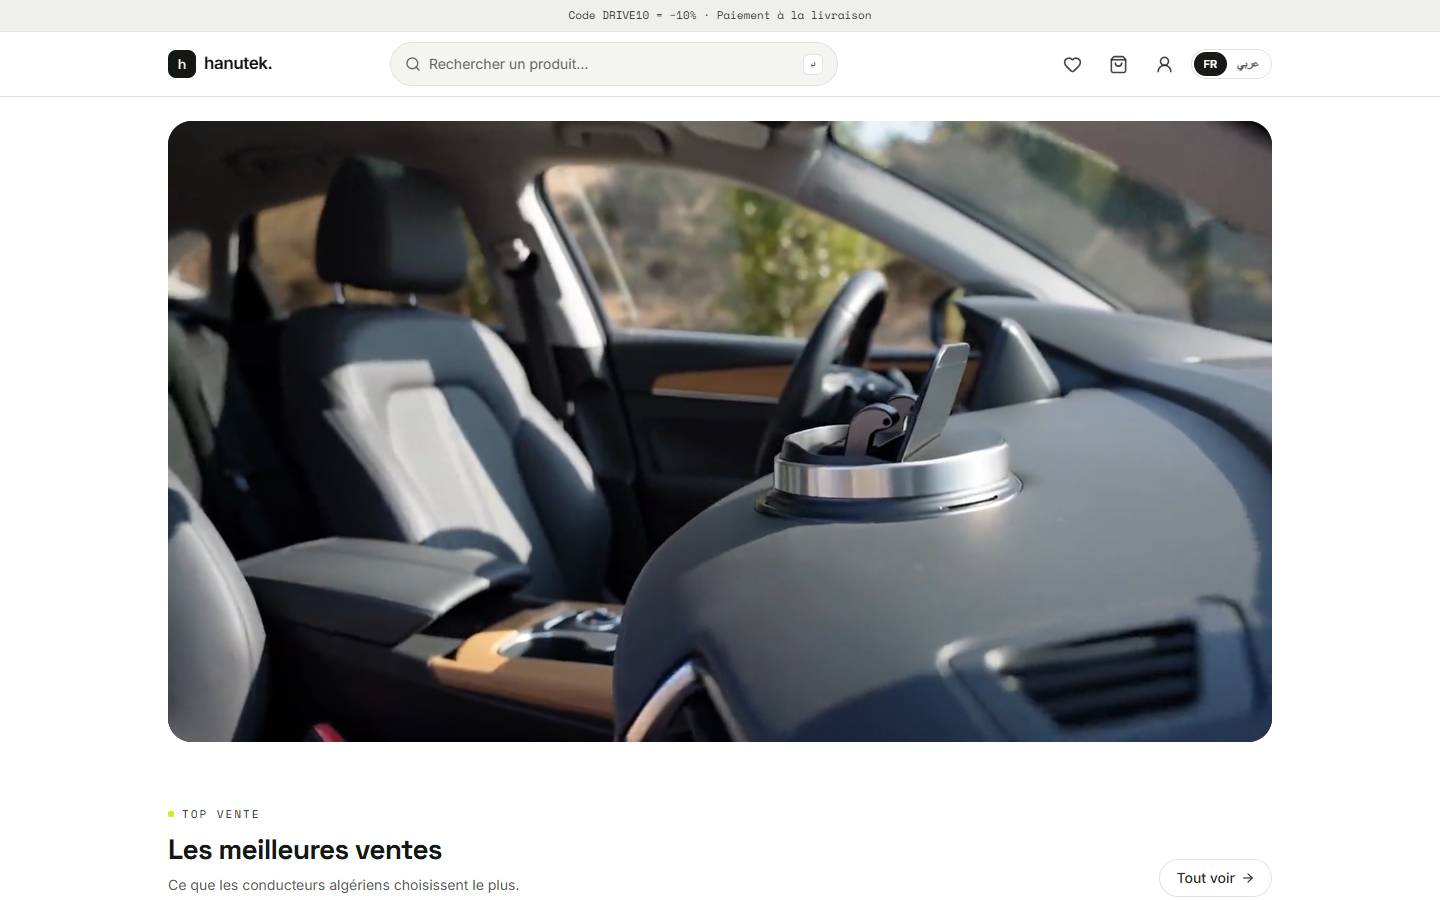 Code DRIVE10 = −10% · Paiement à la livraison
h hanutek.
Rechercher un produit...
FR عربي
TOP VENTE
Les meilleures ventes
Ce que les conducteurs algériens choisissent le plus.
Tout voir →